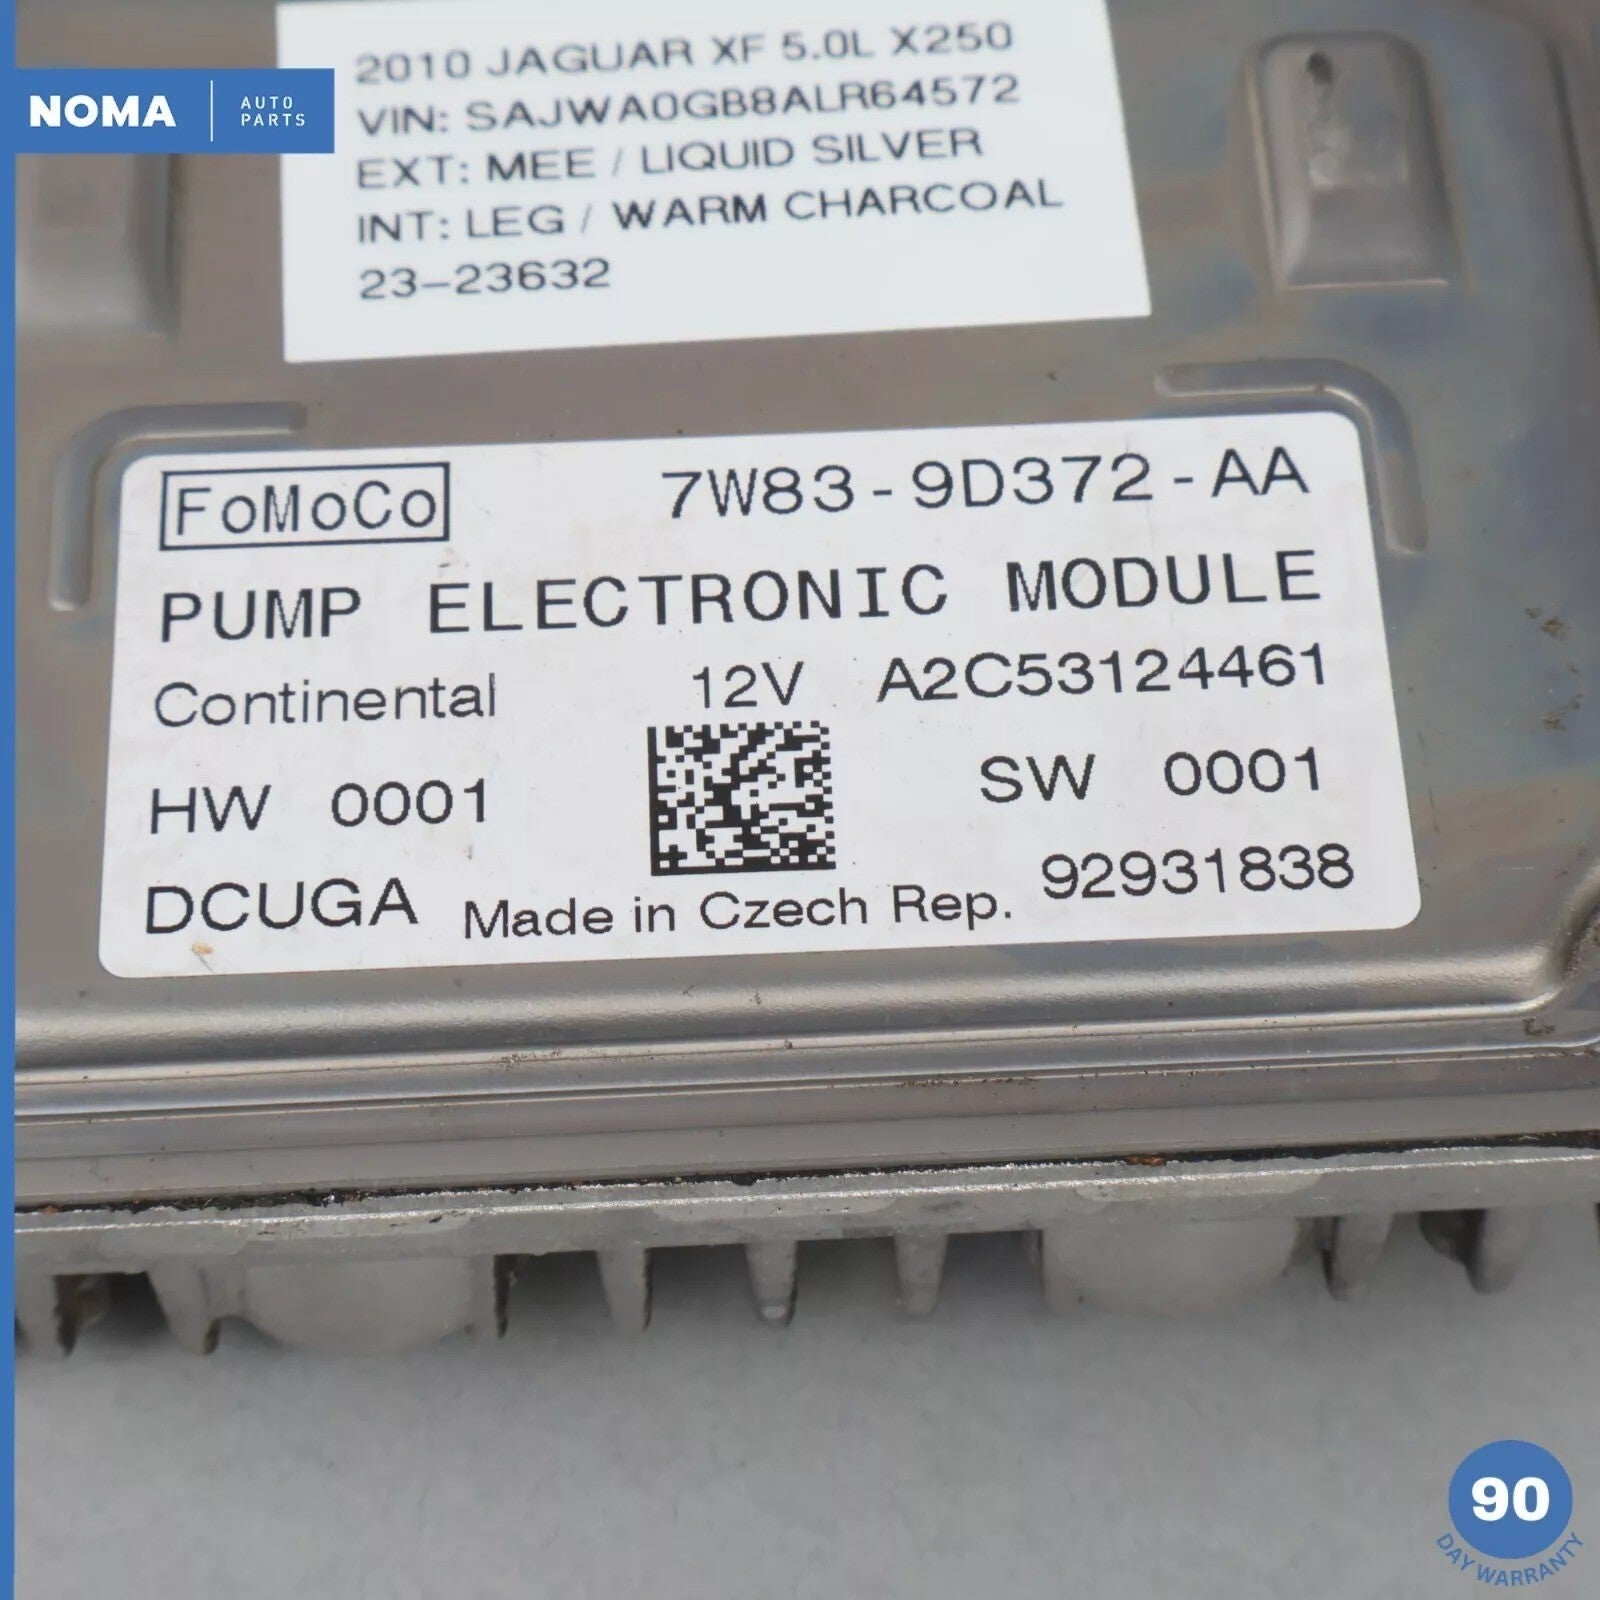 NOMA AUTO PARTS
2010 JAGUAR XF 5.0L X250
VIN: SAJWA0GB8ALR64572
EXT: MEE / LIQUID SILVER
INT: LEG / WARM CHARCOAL
23-23632
FoMoCo 7W83-9D372-AA
PUMP ELECTRONIC MODULE
Continental 12V A2C53124461
HW 0001 SW 0001
DCUGA Made in Czech Rep. 92931838
90
DAY WARRANTY